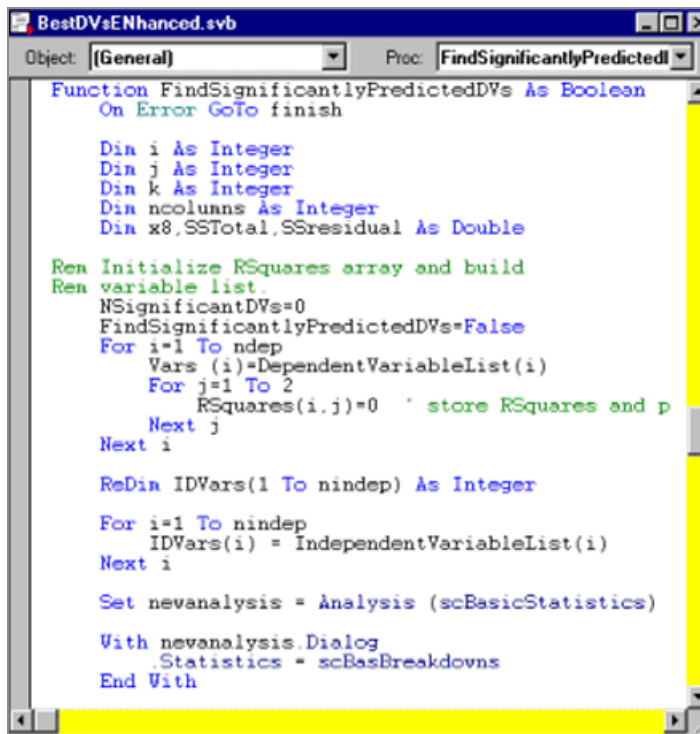 BestDVsENhanced.svb
Object: (General) Proc: FindSignificantlyPredictedI
Function FindSignificantlyPredictedDVs As Boolean
On Error GoTo finish
Dim i As Integer
Dim j As Integer
Dim k As Integer
Dim ncolumns As Integer
Dim x8,SSTotal,SSresidual As Double
Rem Initialize RSquares array and build
Rem variable list.
NSignificantDVs=0
FindSignificantlyPredictedDVs=False
For i=1 To ndep
Vars (i)=DependentVariableList(i)
For j=1 To 2
RSquares(i,j)=0 ' store RSquares and p
Next j
Next i
ReDim IDVars(1 To nindep) As Integer
For i=1 To nindep
IDVars(i) = IndependentVariableList(i)
Next i
Set newanalysis = Analysis (scBasicStatistics)
With newanalysis.Dialog
.Statistics = scBasBreakdowns
End With